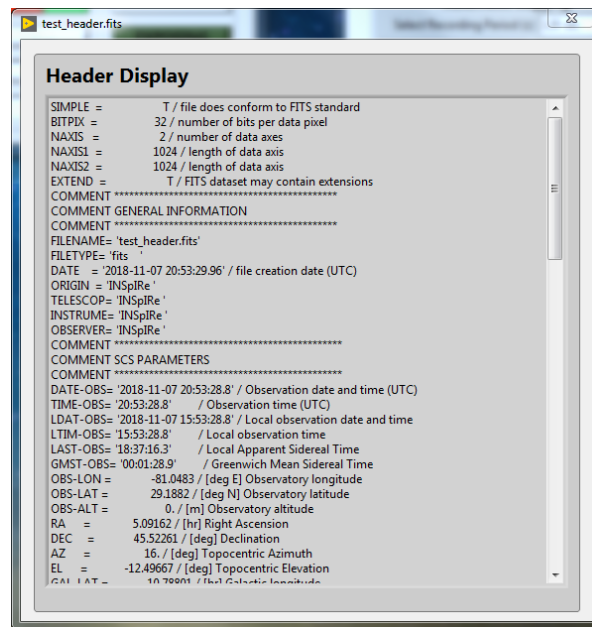 test_header.fits
Header Display
SIMPLE = T / file does conform to FITS standard
BITPIX = 32 / number of bits per data pixel
NAXIS = 2 / number of data axes
NAXIS1 = 1024 / length of data axis
NAXIS2 = 1024 / length of data axis
EXTEND = T / FITS dataset may contain extensions
COMMENT *********************************************
COMMENT GENERAL INFORMATION
COMMENT *********************************************
FILENAME= 'test_header.fits'
FILETYPE= 'fits '
DATE = '2018-11-07 20:53:29.96' / file creation date (UTC)
ORIGIN = 'INSpIRe '
TELESCOP= 'INSpIRe '
INSTRUME= 'INSpIRe '
OBSERVER= 'INSpIRe '
COMMENT **********************************************
COMMENT SCS PARAMETERS
COMMENT **********************************************
DATE-OBS= '2018-11-07 20:53:28.8' / Observation date and time (UTC)
TIME-OBS= '20:53:28.8' / Observation time (UTC)
LDAT-OBS= '2018-11-07 15:53:28.8' / Local observation date and time
LTIM-OBS= '15:53:28.8' / Local observation time
LAST-OBS= '18:37:16.3' / Local Apparent Sidereal Time
GMST-OBS= '00:01:28.9' / Greenwich Mean Sidereal Time
OBS-LON = -81.0483 / [deg E] Observatory longitude
OBS-LAT = 29.1882 / [deg N] Observatory latitude
OBS-ALT = 0. / [m] Observatory altitude
RA = 5.09162 / [hr] Right Ascension
DEC = 45.52261 / [deg] Declination
AZ = 16. / [deg] Topocentric Azimuth
EL = -12.49667 / [deg] Topocentric Elevation
GAL-LAT = 10.78801 / [hr] Galactic longitude